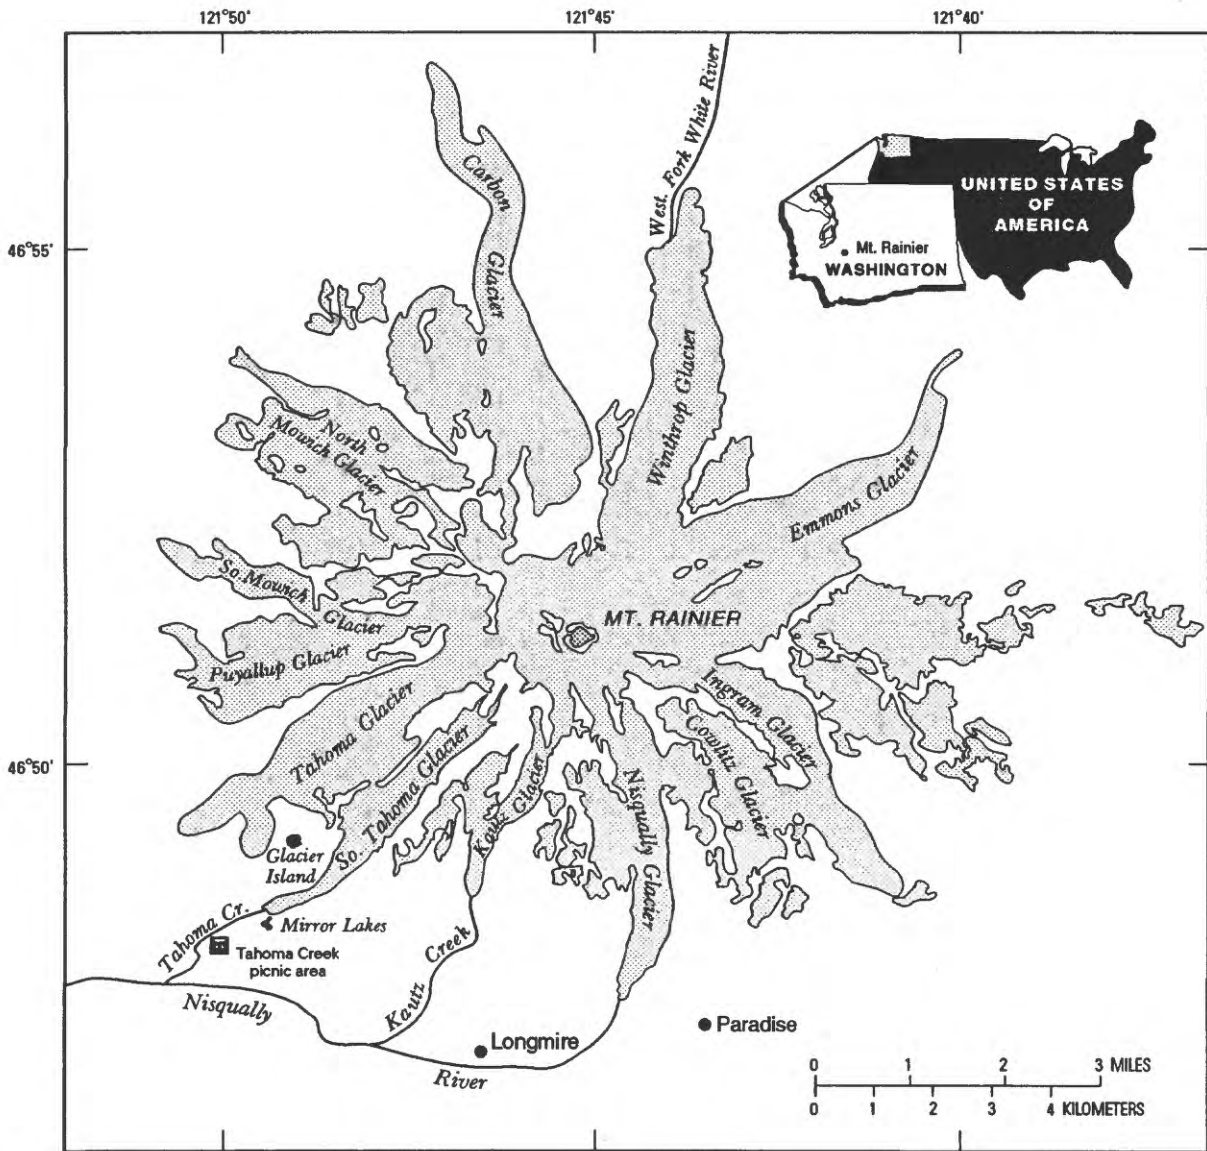 121°50′
121°45′
121°40′
West Fork White River
Carbon
Glacier
UNITED STATES
OF
AMERICA
Mt. Rainier
WASHINGTON
46°55′
Winthrop Glacier
North
Mowich Glacier
Emmons Glacier
So. Mowich
Glacier
MT. RAINIER
Puyallup Glacier
Ingram Glacier
Tahoma Glacier
Cowlitz Glacier
46°50′
So. Tahoma Glacier
Kautz Glacier
Nisqually Glacier
Glacier
Island
Tahoma Cr.
Mirror Lakes
Tahoma Creek
picnic area
Kautz Creek
Nisqually
River
Longmire
Paradise
0 1 2 3 MILES
0 1 2 3 4 KILOMETERS